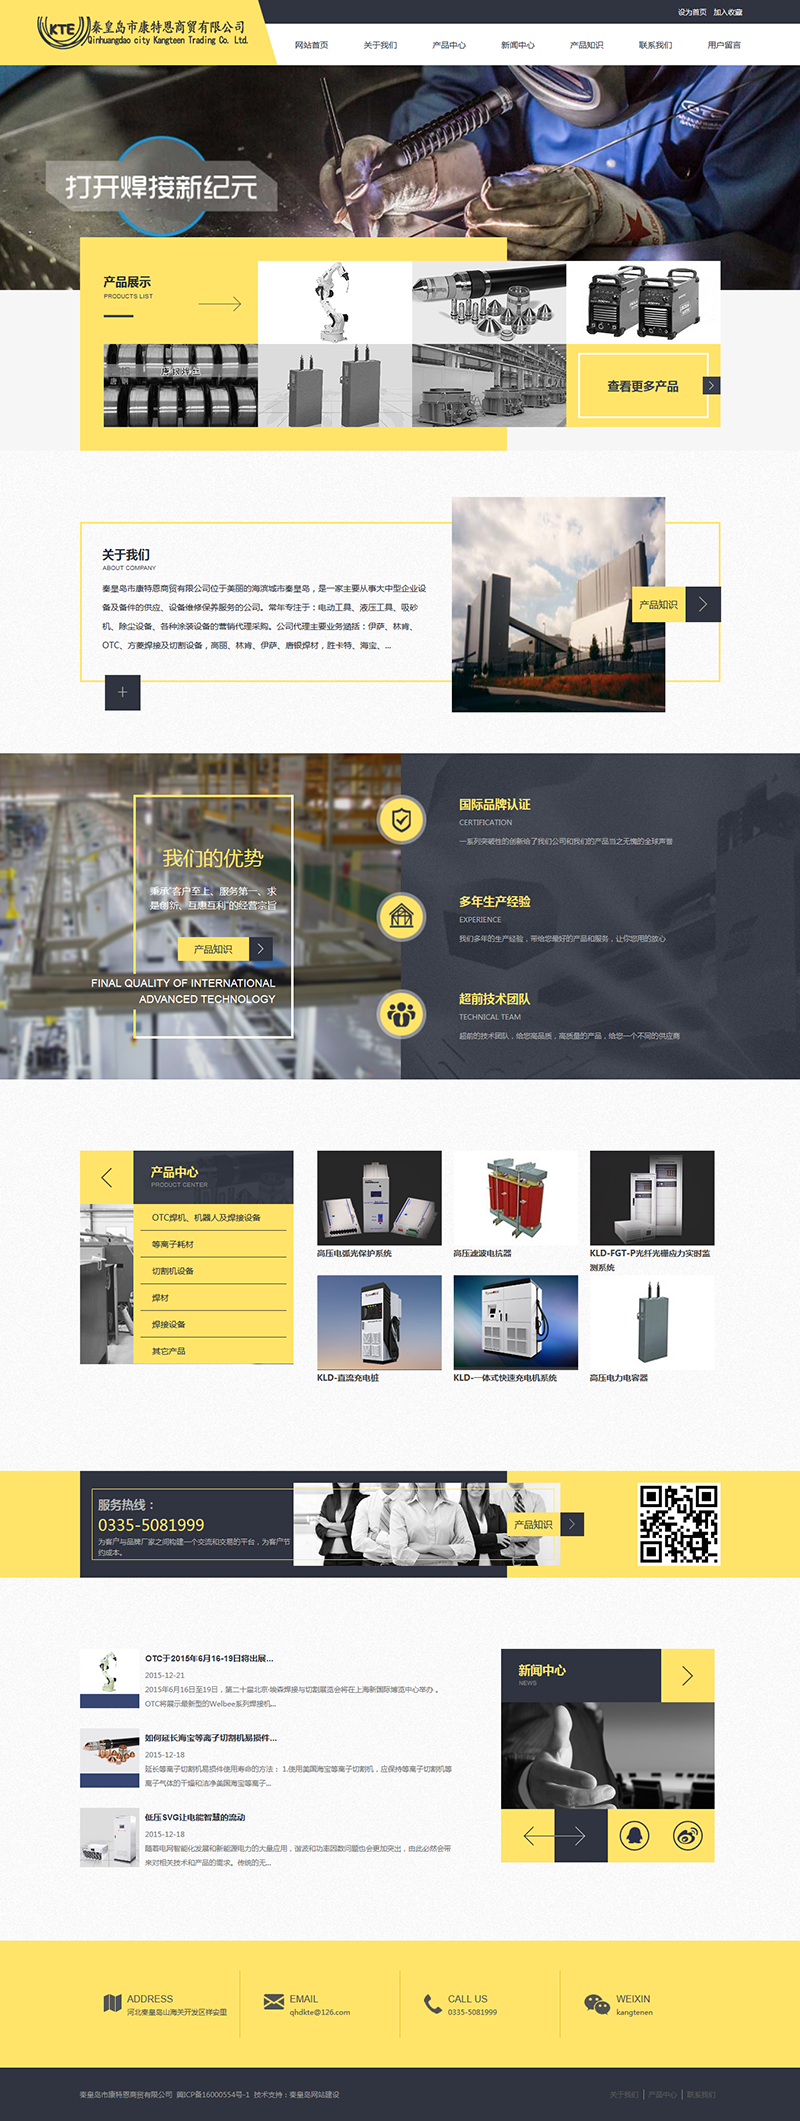 设为首页 加入收藏
KTE
秦皇岛市康特恩商贸有限公司
Qinhuangdao city Kangteen Trading Co. Ltd.
网站首页 关于我们 产品中心 新闻中心 产品知识 联系我们 用户留言
打开焊接新纪元
产品展示
PRODUCTS LIST
查看更多产品
关于我们
ABOUT COMPANY
秦皇岛市康特恩商贸有限公司位于美丽的海滨城市秦皇岛，是一家主要从事大中型企业设
备及备件的供应、设备维修保养服务的公司。常年专注于：电动工具、液压工具、吸砂
机、除尘设备、各种涂装设备的营销代理采购。公司代理主要业务涵括：伊萨、林肯、
OTC、方菱焊接及切割设备，高丽、林肯、伊萨、唐银焊材，胜卡特、海宝、...
产品知识
我们的优势
秉承“客户至上、服务第一、求
是创新、互惠互利”的经营宗旨
产品知识
FINAL QUALITY OF INTERNATIONAL
ADVANCED TECHNOLOGY
国际品牌认证
CERTIFICATION
一系列突破性的创新给了我们公司和我们的产品当之无愧的全球声誉
多年生产经验
EXPERIENCE
我们多年的生产经验，带给您最好的产品和服务，让你您用的放心
超前技术团队
TECHNICAL TEAM
超前的技术团队，给您高品质，高质量的产品，给您一个不同的供应商
产品中心
PRODUCT CENTER
OTC焊机、机器人及焊接设备
等离子耗材
切割机设备
焊材
焊接设备
其它产品
高压电弧光保护系统
高压滤波电抗器
KLD-FGT-P光纤光栅应力实时监
测系统
KLD-直流充电桩
KLD-一体式快速充电机系统
高压电力电容器
服务热线：
0335-5081999
为客户与品牌厂家之间构建一个交流和交易的平台，为客户节
约成本。
产品知识
OTC于2015年6月16-19日将出展...
2015-12-21
2015年6月16日至19日，第二十届北京·埃森焊接与切割展览会将在上海新国际博览中心举办 。
OTC将展示最新型的Welbee系列焊接机...
如何延长海宝等离子切割机易损件...
2015-12-18
延长等离子切割机易损件使用寿命的方法： 1.使用美国海宝等离子切割机，应保持等离子切割机等
离子气体的干燥和洁净美国海宝等离子...
低压SVG让电能智慧的流动
2015-12-18
随着电网智能化发展和新能源电力的大量应用，谐波和功率因数问题也会更加突出，由此必然会带
来对相关技术和产品的需求。传统的无...
新闻中心
NEWS
ADDRESS
河北秦皇岛山海关开发区祥安里
EMAIL
qhdkte@126.com
CALL US
0335-5081999
WEIXIN
kangtenen
秦皇岛市康特恩商贸有限公司 冀ICP备16000554号-1 技术支持：秦皇岛网站建设
关于我们 产品中心 联系我们